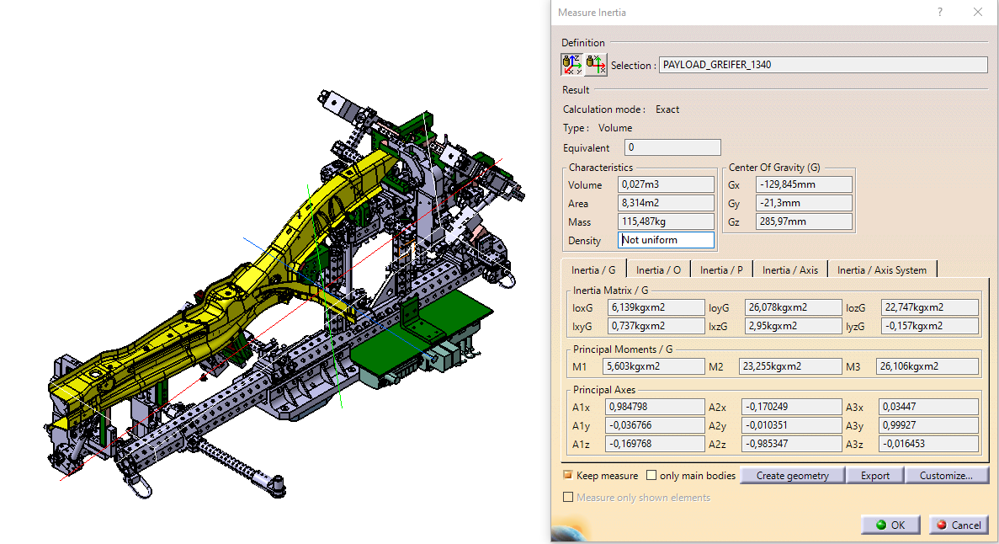 Measure Inertia ?
Definition
Selection : PAYLOAD_GREIFER_1340
Result
Calculation mode : Exact
Type : Volume
Equivalent 0
Characteristics
Volume 0,027m3
Area 8,314m2
Mass 115,487kg
Density Not uniform
Center Of Gravity (G)
Gx -129,845mm
Gy -21,3mm
Gz 285,97mm
Inertia / G Inertia / O Inertia / P Inertia / Axis Inertia / Axis System
Inertia Matrix / G
IoxG 6,139kgxm2 IoyG 26,078kgxm2 IozG 22,747kgxm2
IxyG 0,737kgxm2 IxzG 2,95kgxm2 IyzG -0,157kgxm2
Principal Moments / G
M1 5,603kgxm2 M2 23,255kgxm2 M3 26,106kgxm2
Principal Axes
A1x 0,984798 A2x -0,170249 A3x 0,03447
A1y -0,036766 A2y -0,010351 A3y 0,99927
A1z -0,169768 A2z -0,985347 A3z -0,016453
Keep measure only main bodies Create geometry Export Customize...
Measure only shown elements
OK Cancel